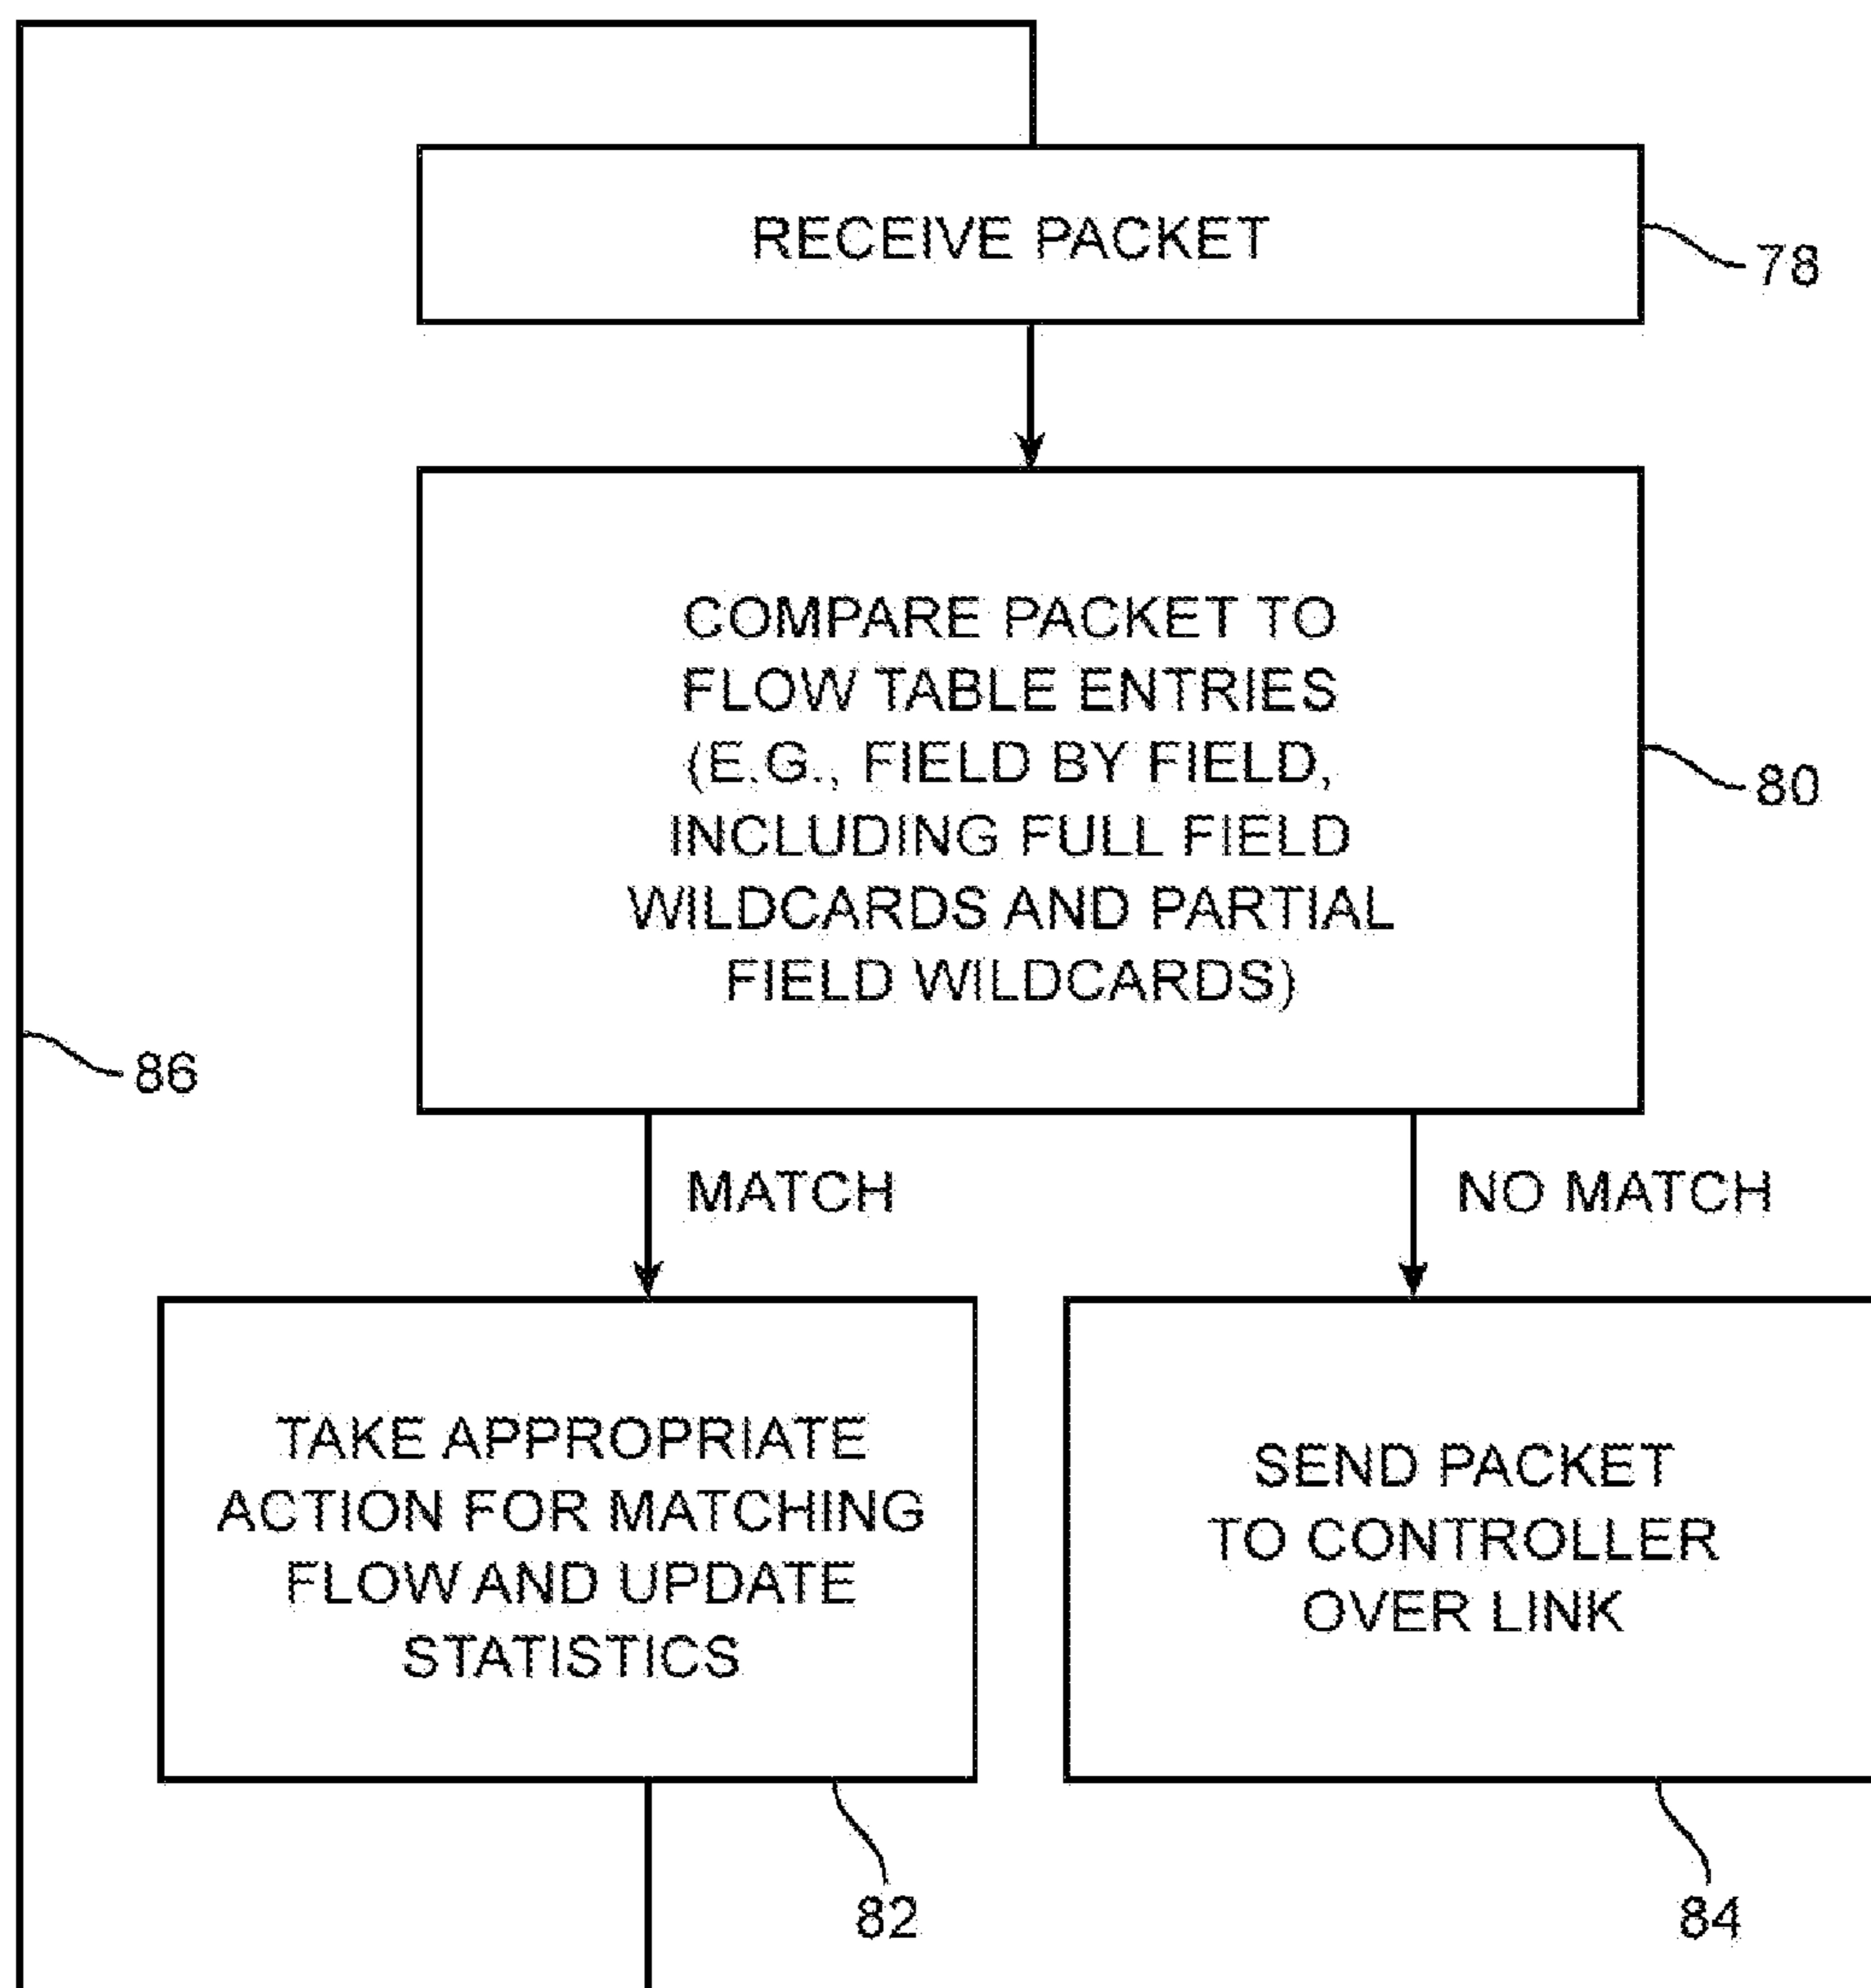 RECEIVE PACKET
78
COMPARE PACKET TO
FLOW TABLE ENTRIES
(E.G., FIELD BY FIELD,
INCLUDING FULL FIELD
WILDCARDS AND PARTIAL
FIELD WILDCARDS)
80
86
MATCH
NO MATCH
TAKE APPROPRIATE
ACTION FOR MATCHING
FLOW AND UPDATE
STATISTICS
SEND PACKET
TO CONTROLLER
OVER LINK
82
84